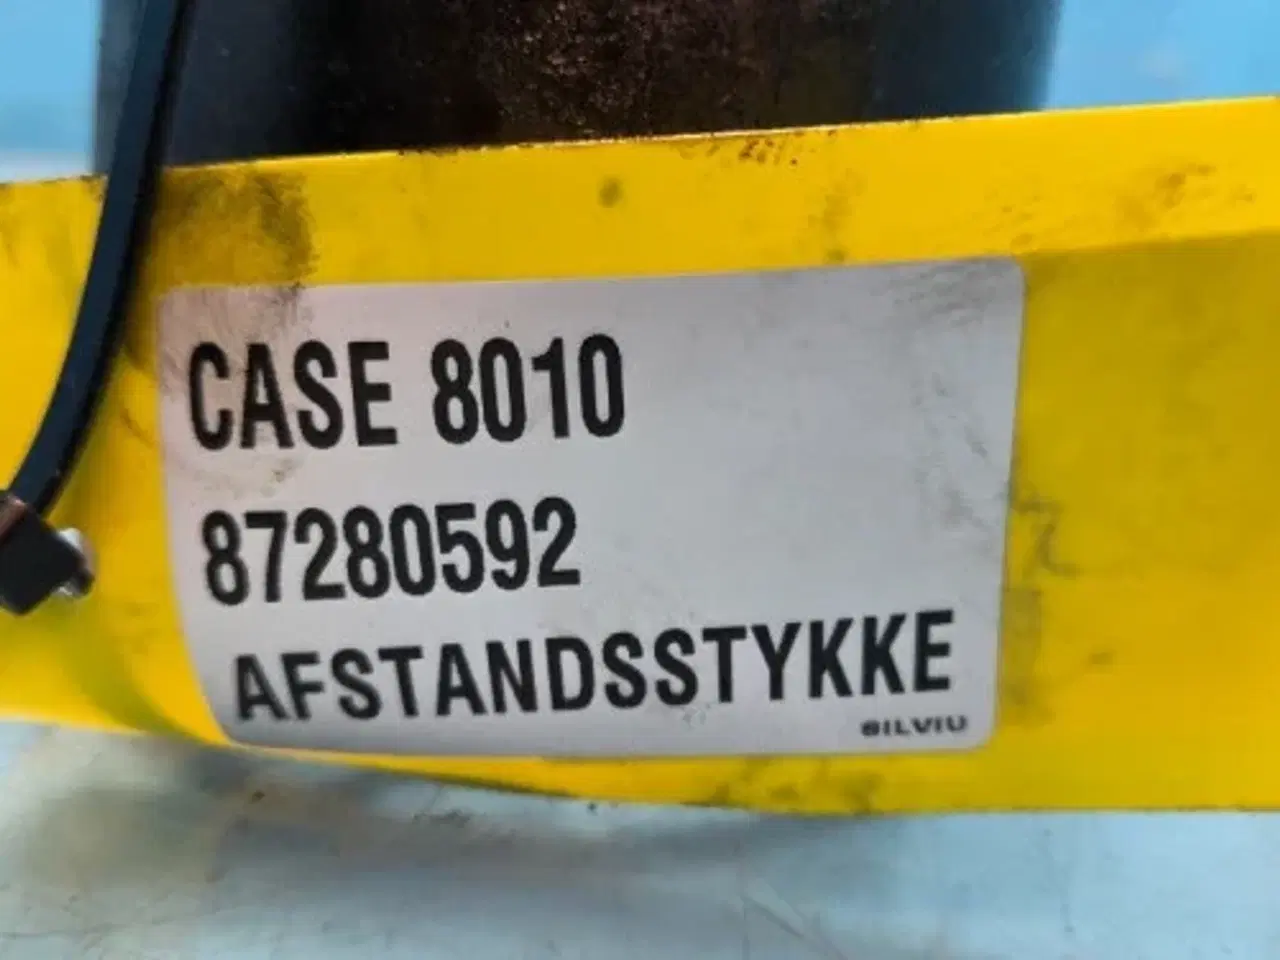 CASE 8010
87280592
AFSTANDSSTYKKE
SILVIU